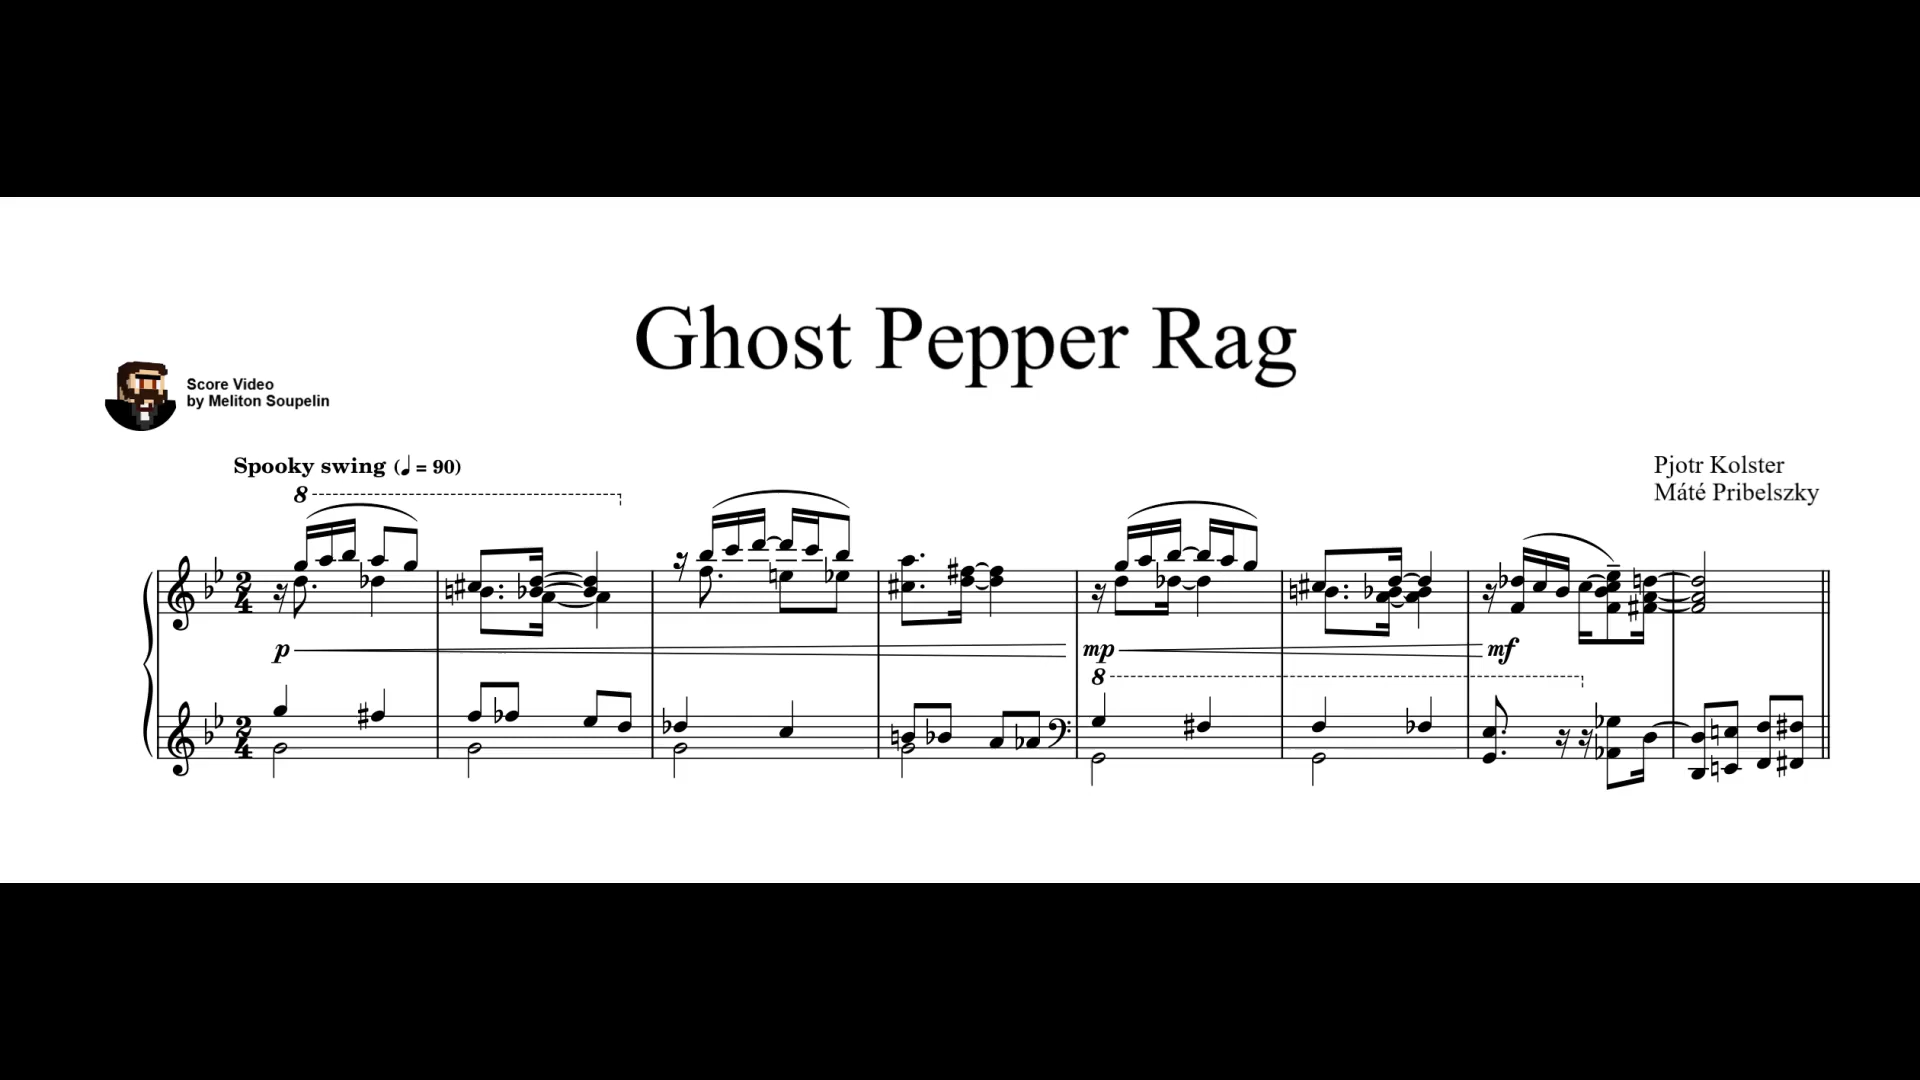 Ghost Pepper Rag
Score Video
by Meliton Soupelin
Spooky swing (♩ = 90)
Pjotr Kolster
Máté Pribelszky
8
p
mp
mf
8